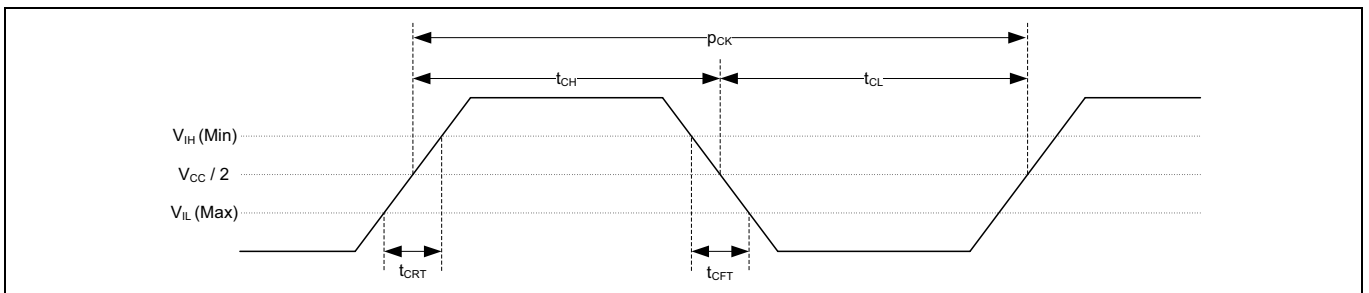 pCK
tCH
tCL
VIH (Min)
VCC / 2
VIL (Max)
tCRT
tCFT